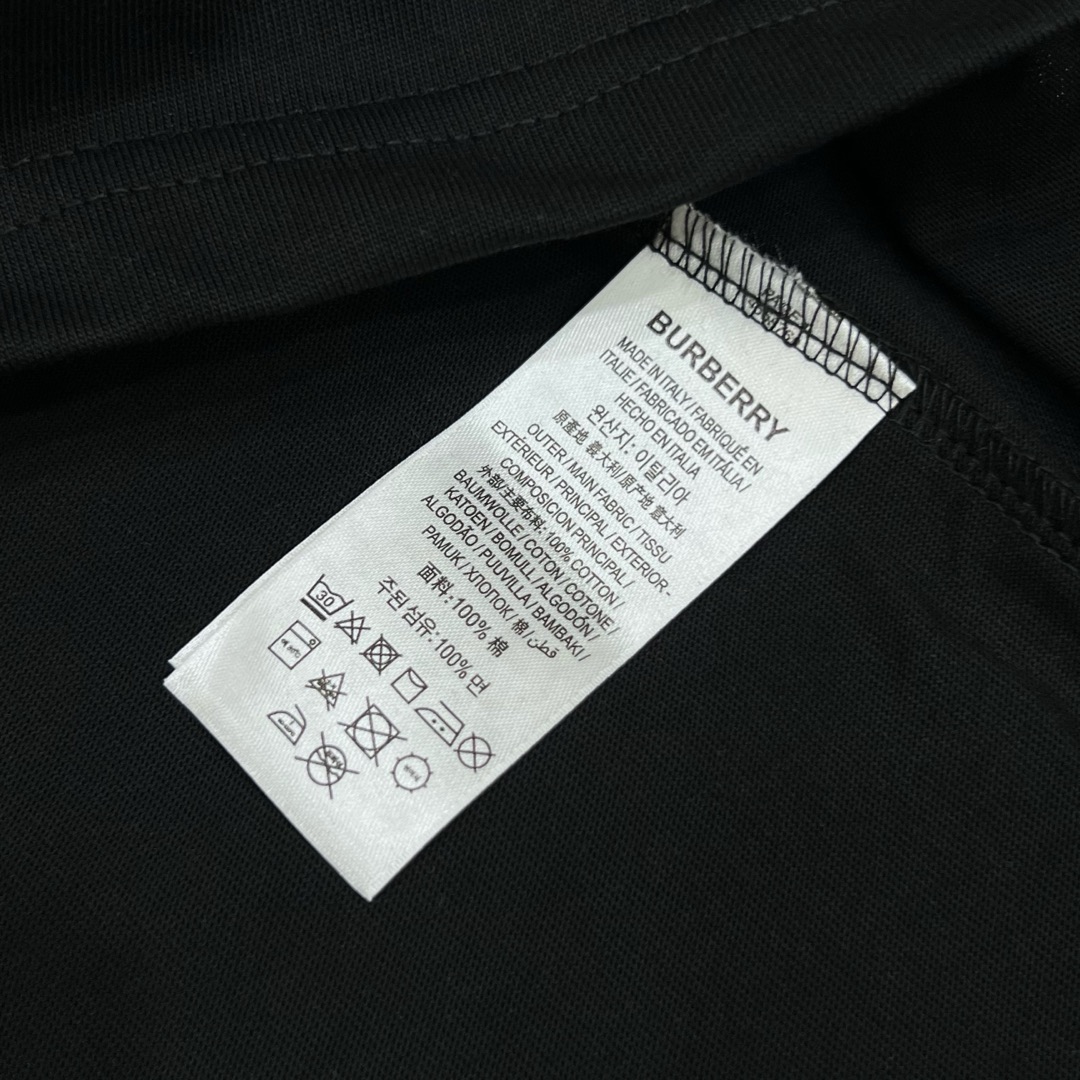 BURBERRY
MADE IN ITALY / FABRIQUÉ EN
ITALIE / FABRICADO EM ITÁLIA /
HECHO EN ITALIA
원산지: 이탈리아
原產地 義大利/原产地 意大利
OUTER / MAIN FABRIC / TISSU
EXTÉRIEUR / PRINCIPAL / EXTERIOR -
COMPOSICION PRINCIPAL /
外部/主要布料: 100% COTTON /
BAUMWOLLE / COTON / COTONE /
KATOEN / BOMULL / ALGODÓN /
ALGODÃO / PUUVILLA / BAMBAKI /
PAMUK / ХЛОПОК / 棉 / قطن
面料: 100% 棉
주된섬유: 100% 면
30